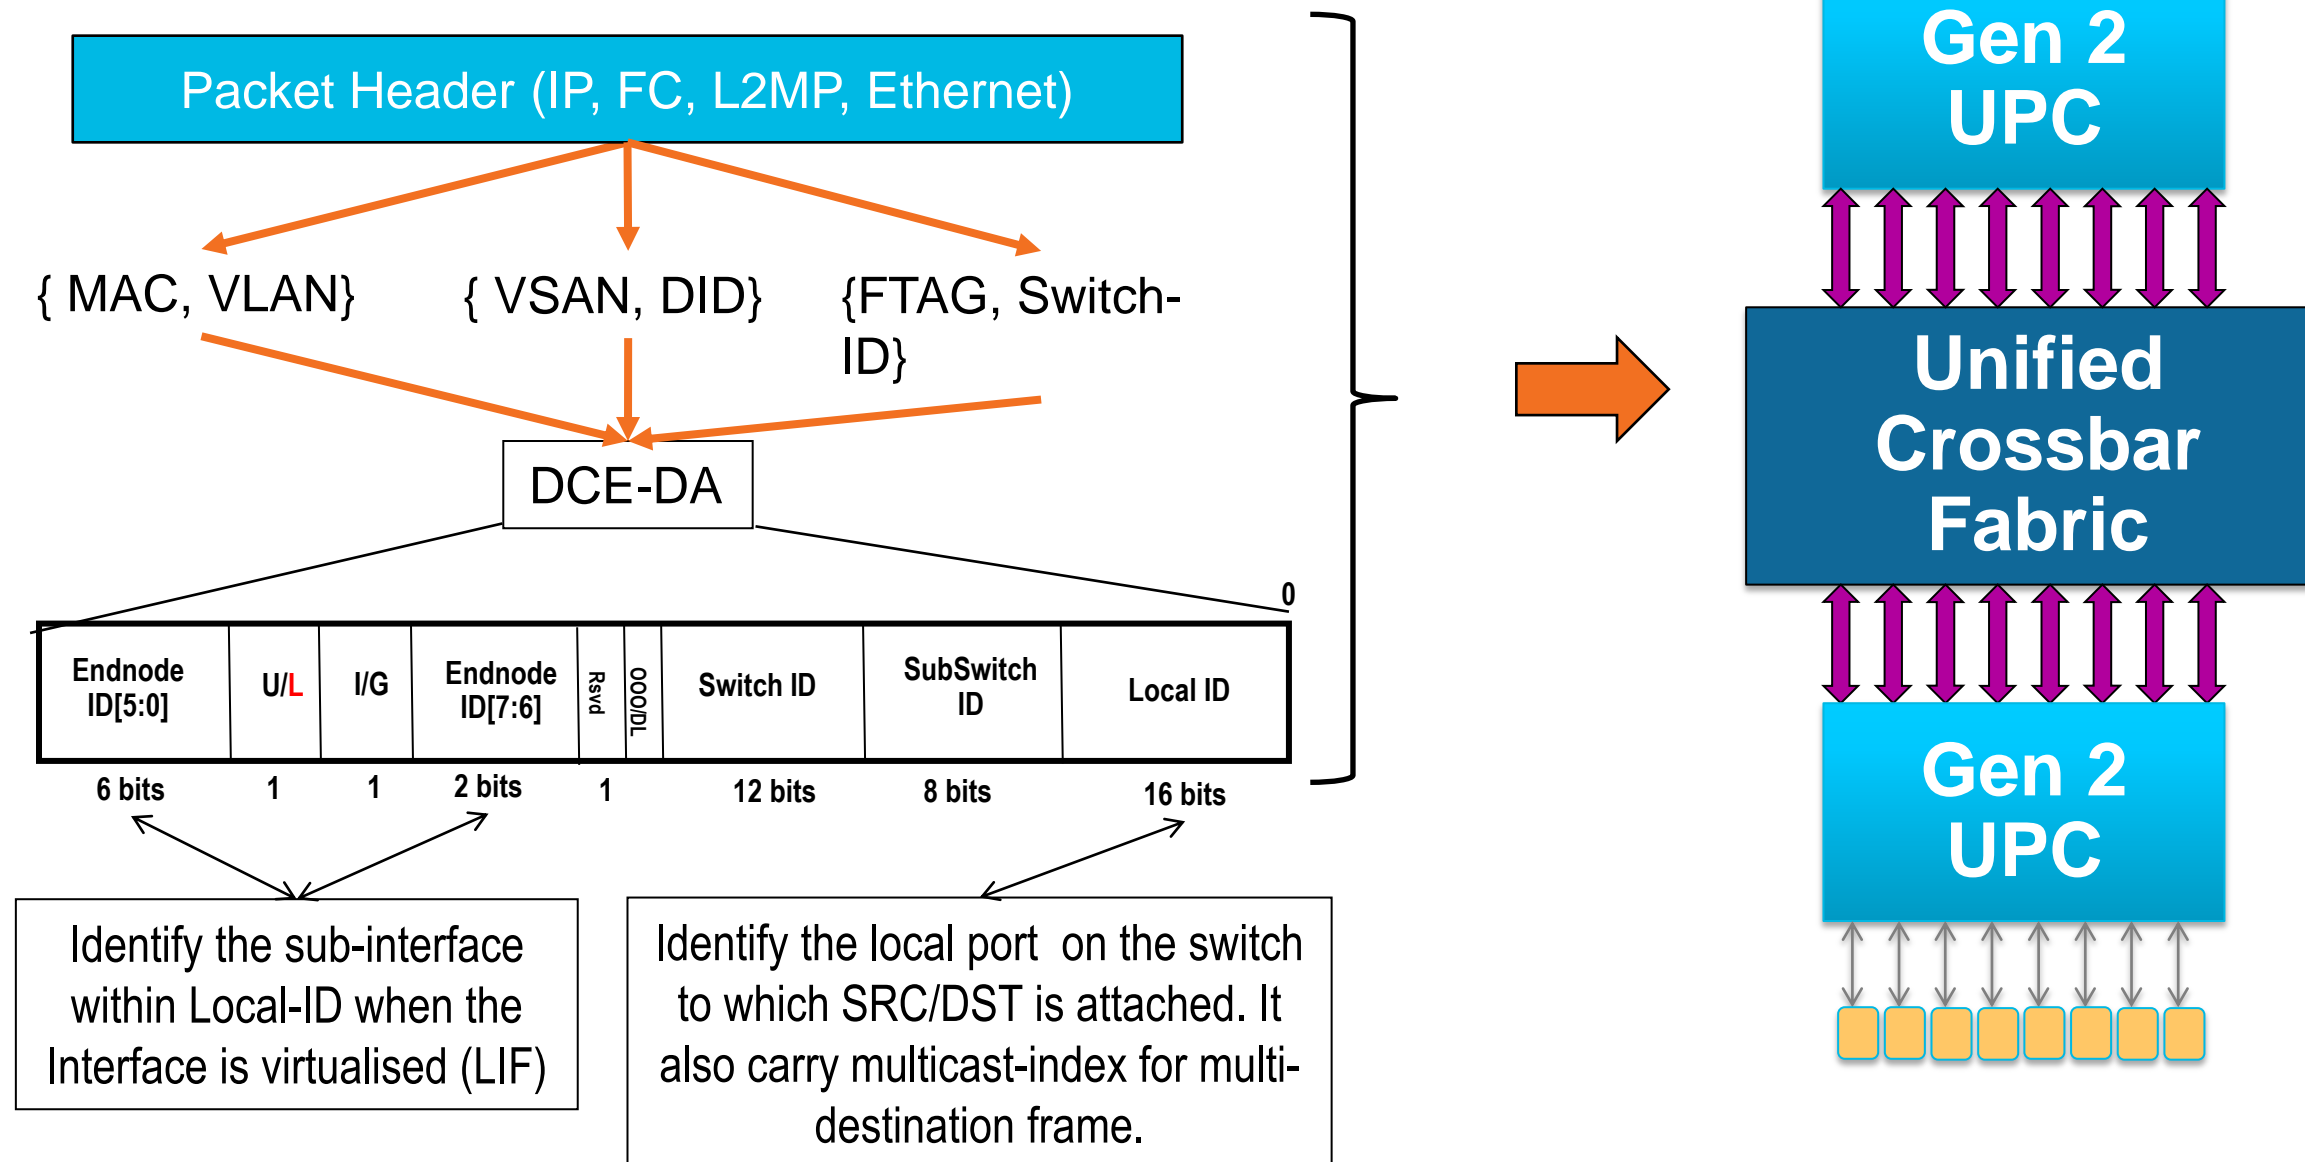 Packet Header (IP, FC, L2MP, Ethernet)
{ MAC, VLAN}
{ VSAN, DID}
{FTAG, Switch-
ID}
DCE-DA
0
Endnode
ID[5:0]
U/L
I/G
Endnode
ID[7:6]
Rsvd
OOO/DL
Switch ID
SubSwitch
ID
Local ID
6 bits
1
1
2 bits
1
12 bits
8 bits
16 bits
Identify the sub-interface
within Local-ID when the
Interface is virtualised (LIF)
Identify the local port on the switch
to which SRC/DST is attached. It
also carry multicast-index for multi-
destination frame.
Gen 2
UPC
Unified
Crossbar
Fabric
Gen 2
UPC